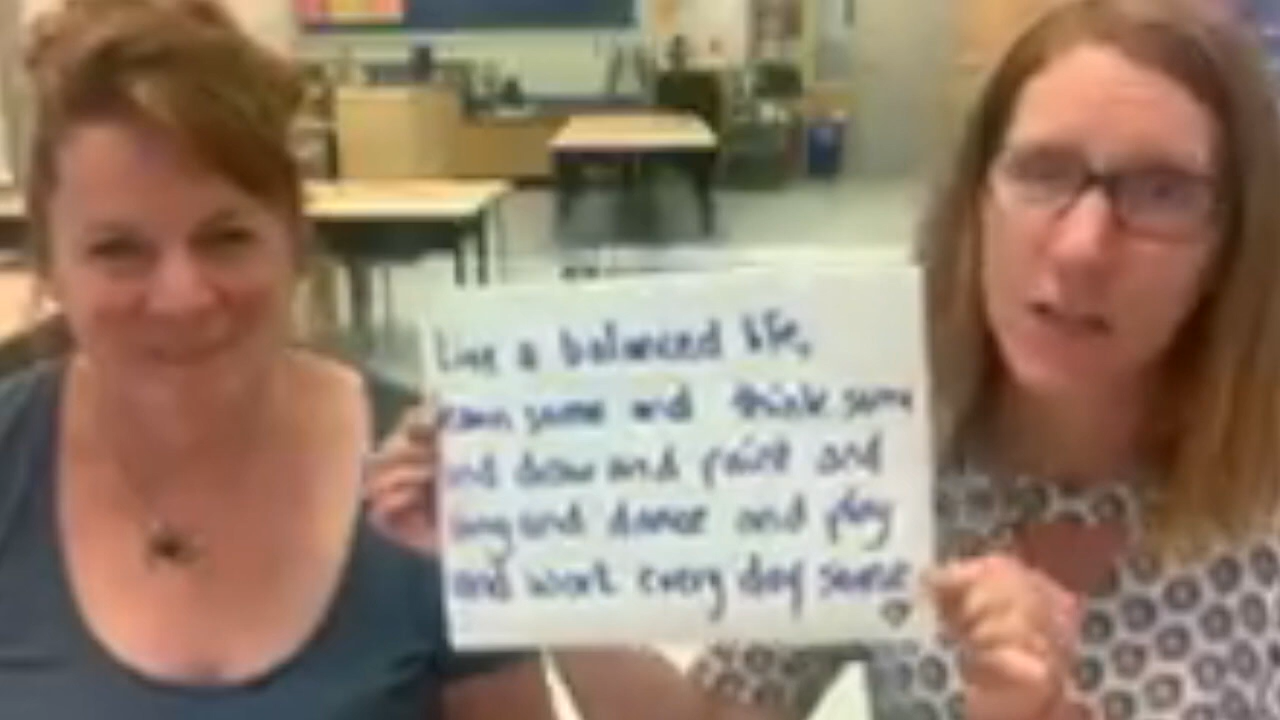 Live a balanced life,
Learn some and think some
and draw and paint and
sing and dance and play
and work every day some